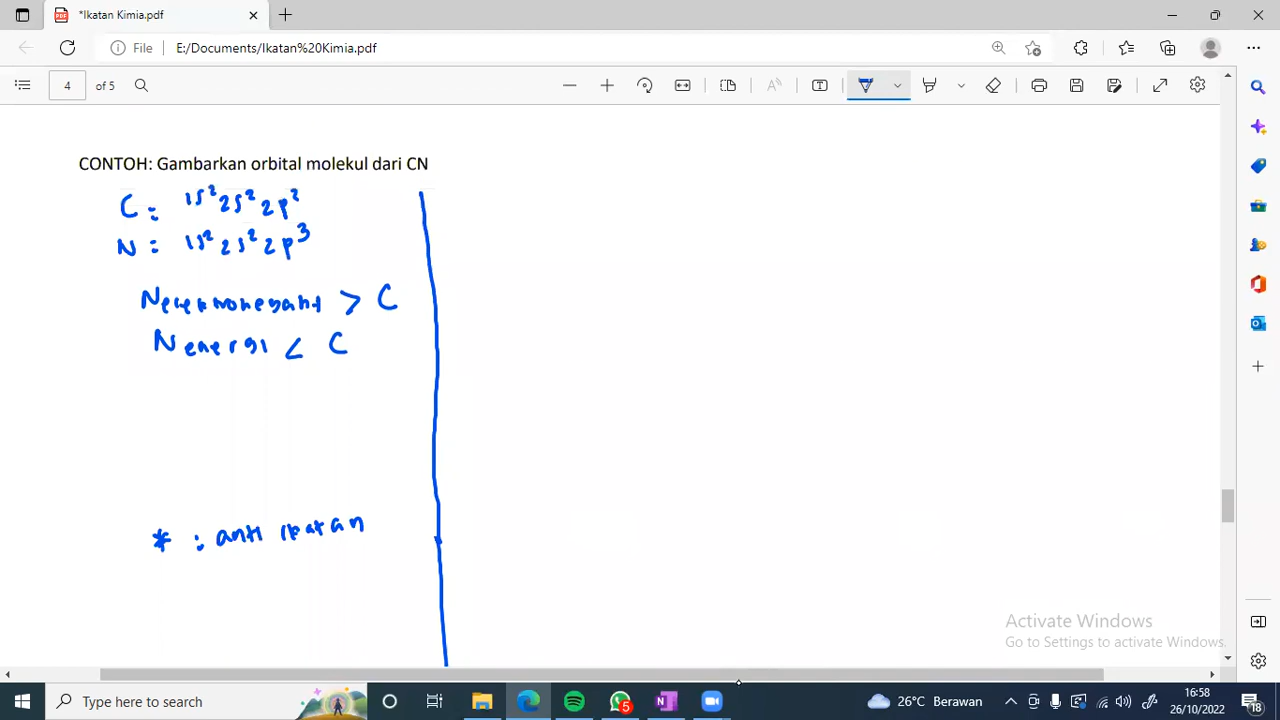 *Ikatan Kimia.pdf
File E:/Documents/Ikatan%20Kimia.pdf
4 of 5
CONTOH: Gambarkan orbital molekul dari CN
C = 1s² 2s² 2p²
N = 1s² 2s² 2p³
N > C
N energi < C
* : anti ikatan
Activate Windows
Go to Settings to activate Windows.
Type here to search
5
26°C Berawan
16:58
26/10/2022
18